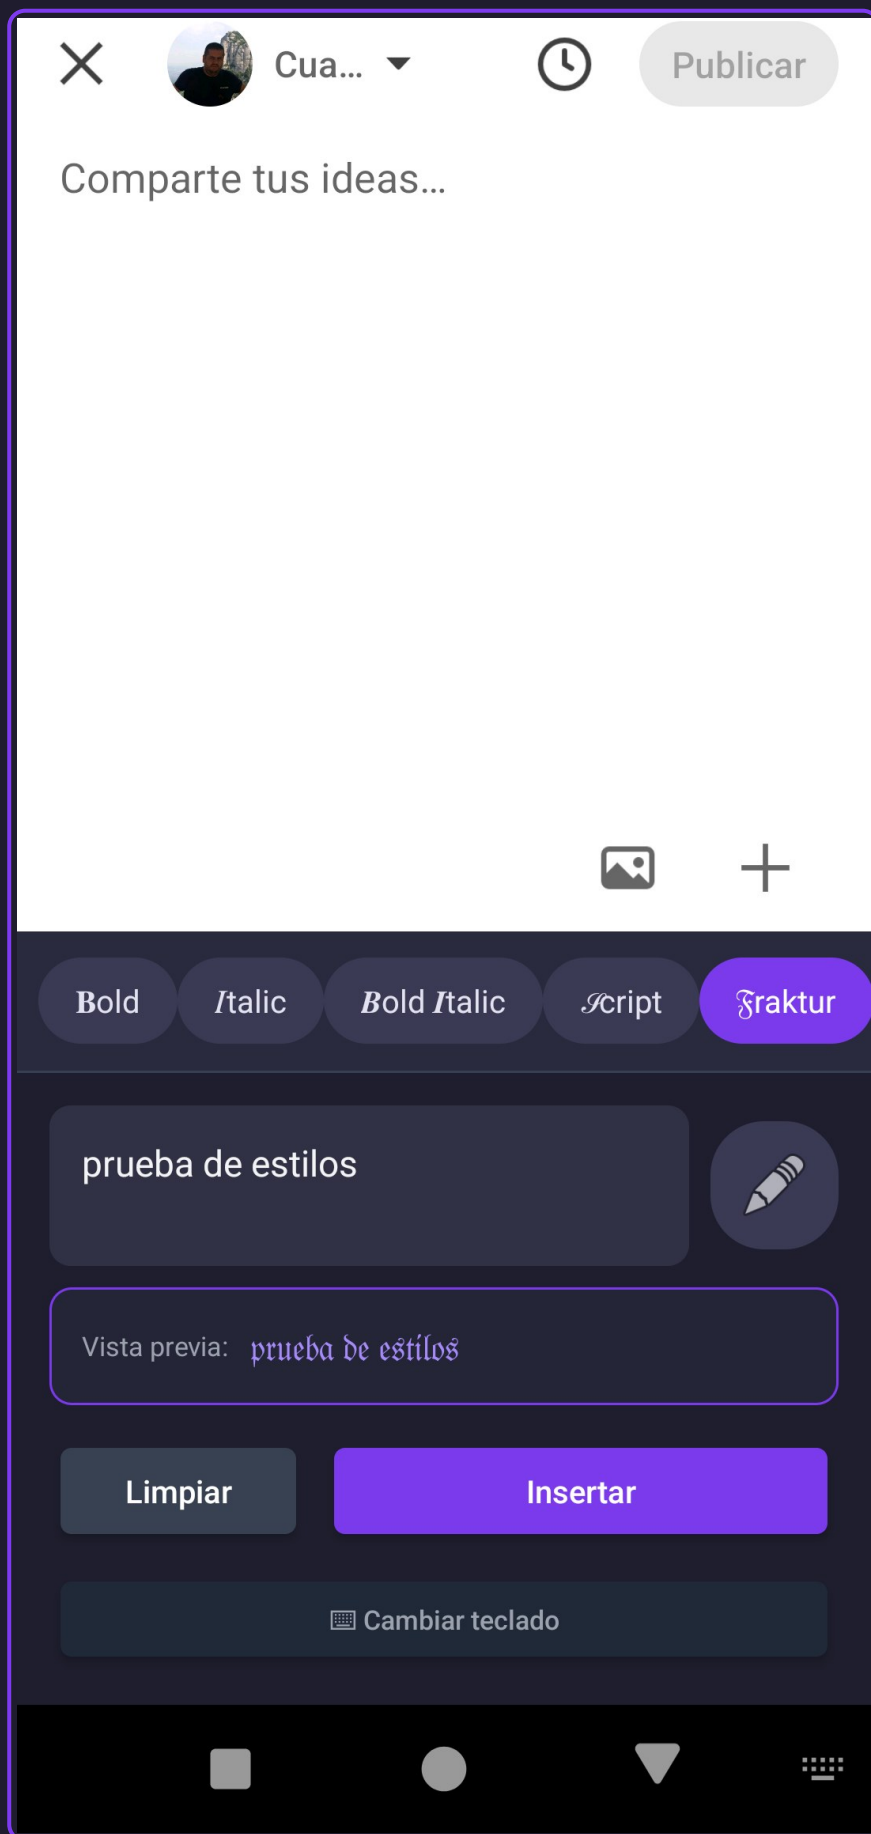 Cua...
Publicar
Comparte tus ideas...
𝐁old
𝐼talic
𝑩old 𝑰talic
𝒮cript
𝔉raktur
prueba de estilos
Vista previa: 𝔭𝔯𝔲𝔢𝔟𝔞 𝔡𝔢 𝔢𝔰𝔱𝔦𝔩𝔬𝔰
Limpiar
Insertar
Cambiar teclado